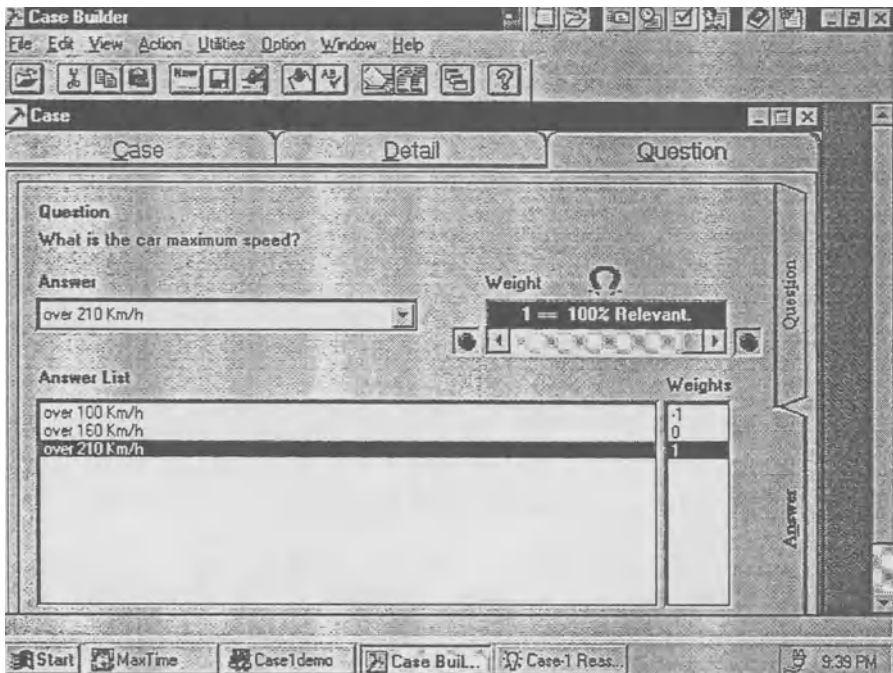 Case Builder
File Edit View Action Utilities Option Window Help
New
AB
Case
Case Detail Question
Question
What is the car maximum speed?
Answer Weight
over 210 Km/h
1 == 100% Relevant.
Question
Answer List Weights
over 100 Km/h -1
over 160 Km/h 0
over 210 Km/h 1
Answer
Start MaxTime Case1demo Case Buil... Case-1 Reas... 9:39 PM